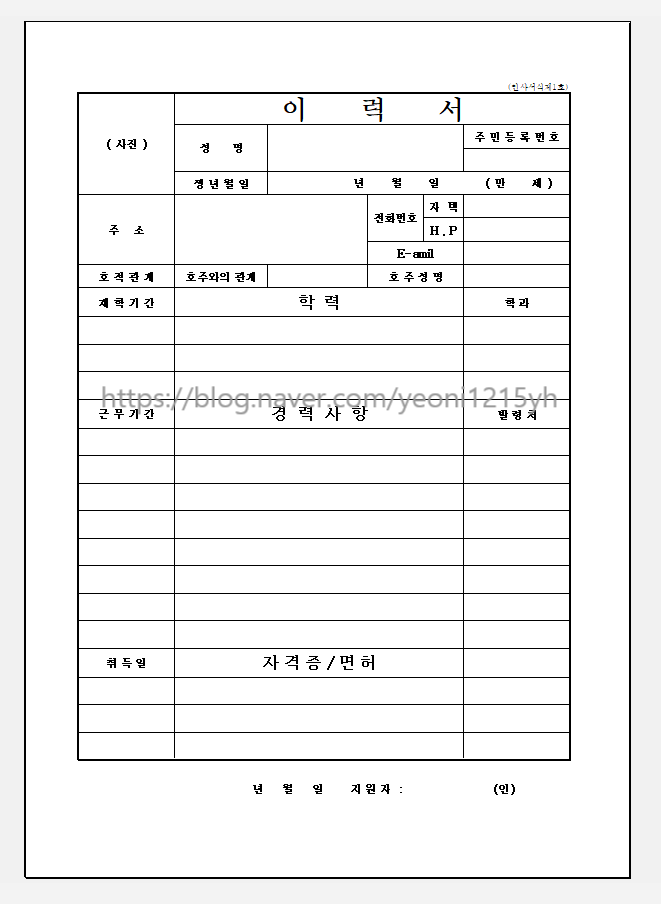 (인사서식제1호)
이 력 서
( 사진 )
성 명
주 민 등 록 번 호
쟁 년 월 일
년 월 일 ( 만 제 )
주 소
전화번호
자 택
H . P
E-amil
호 적 관 계
호주와의 관계
호 주 성 명
재 학 기 간
학 력
학 과
https://blog.naver.com/yeoni1215yh
근 무 기 간
경 력 사 항
발 령 처
취 득 일
자 격 증 / 면 허
년 월 일 지 원 자 : (인)